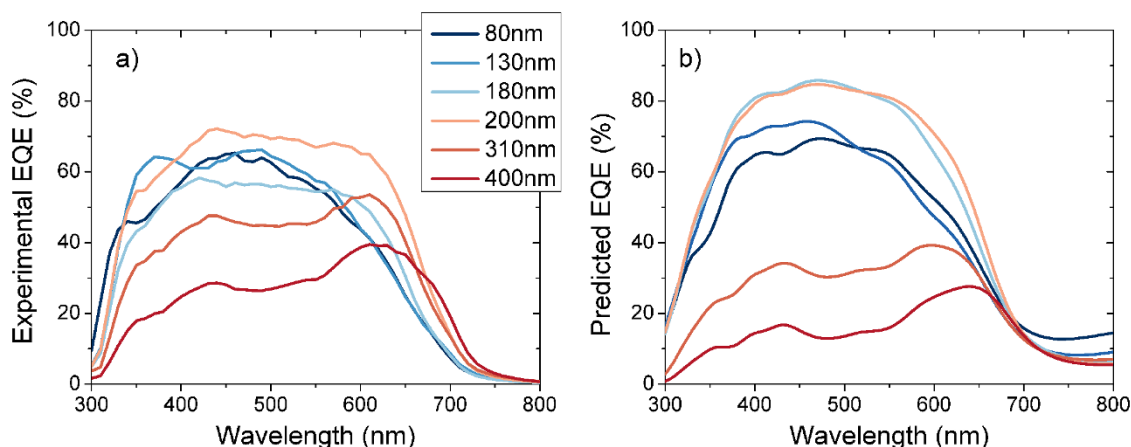 a)
Experimental EQE (%)
100
80
60
40
20
0
300 400 500 600 700 800
Wavelength (nm)
80nm
130nm
180nm
200nm
310nm
400nm
b)
Predicted EQE (%)
100
80
60
40
20
0
300 400 500 600 700 800
Wavelength (nm)